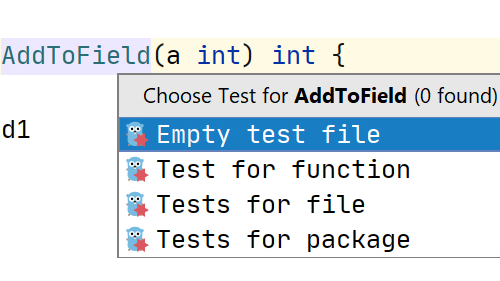 AddToField(a int) int {
Choose Test for AddToField (0 found)
d1
Empty test file
Test for function
Tests for file
Tests for package